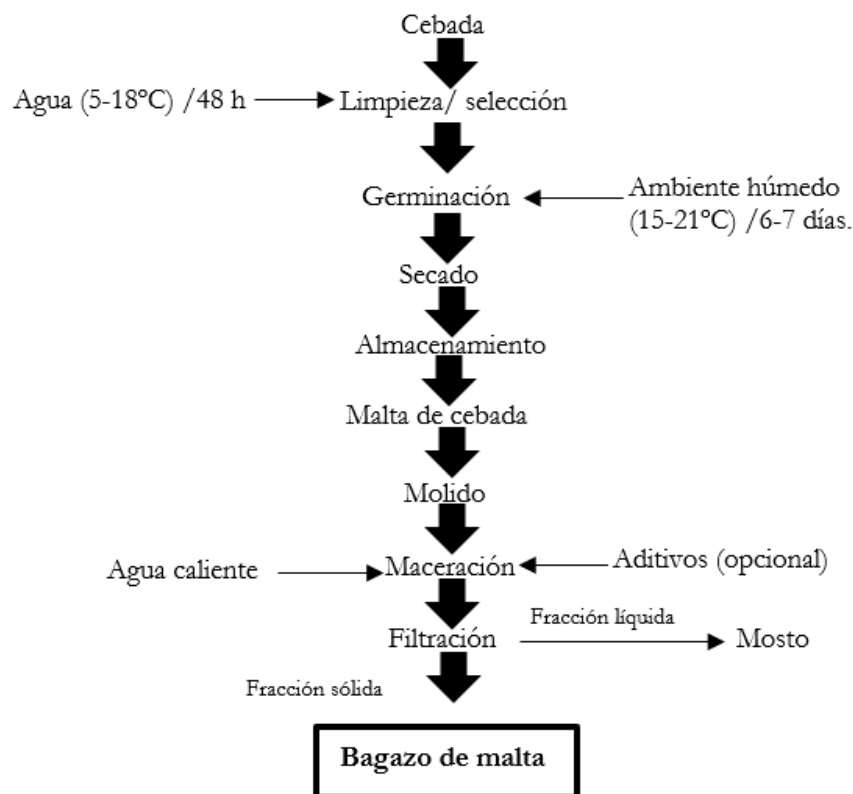 Cebada
Agua (5-18°C) /48 h
Limpieza/ selección
Germinación
Ambiente húmedo
(15-21°C) /6-7 días.
Secado
Almacenamiento
Malta de cebada
Molido
Agua caliente
Maceración
Aditivos (opcional)
Filtración
Fracción líquida
Mosto
Fracción sólida
Bagazo de malta